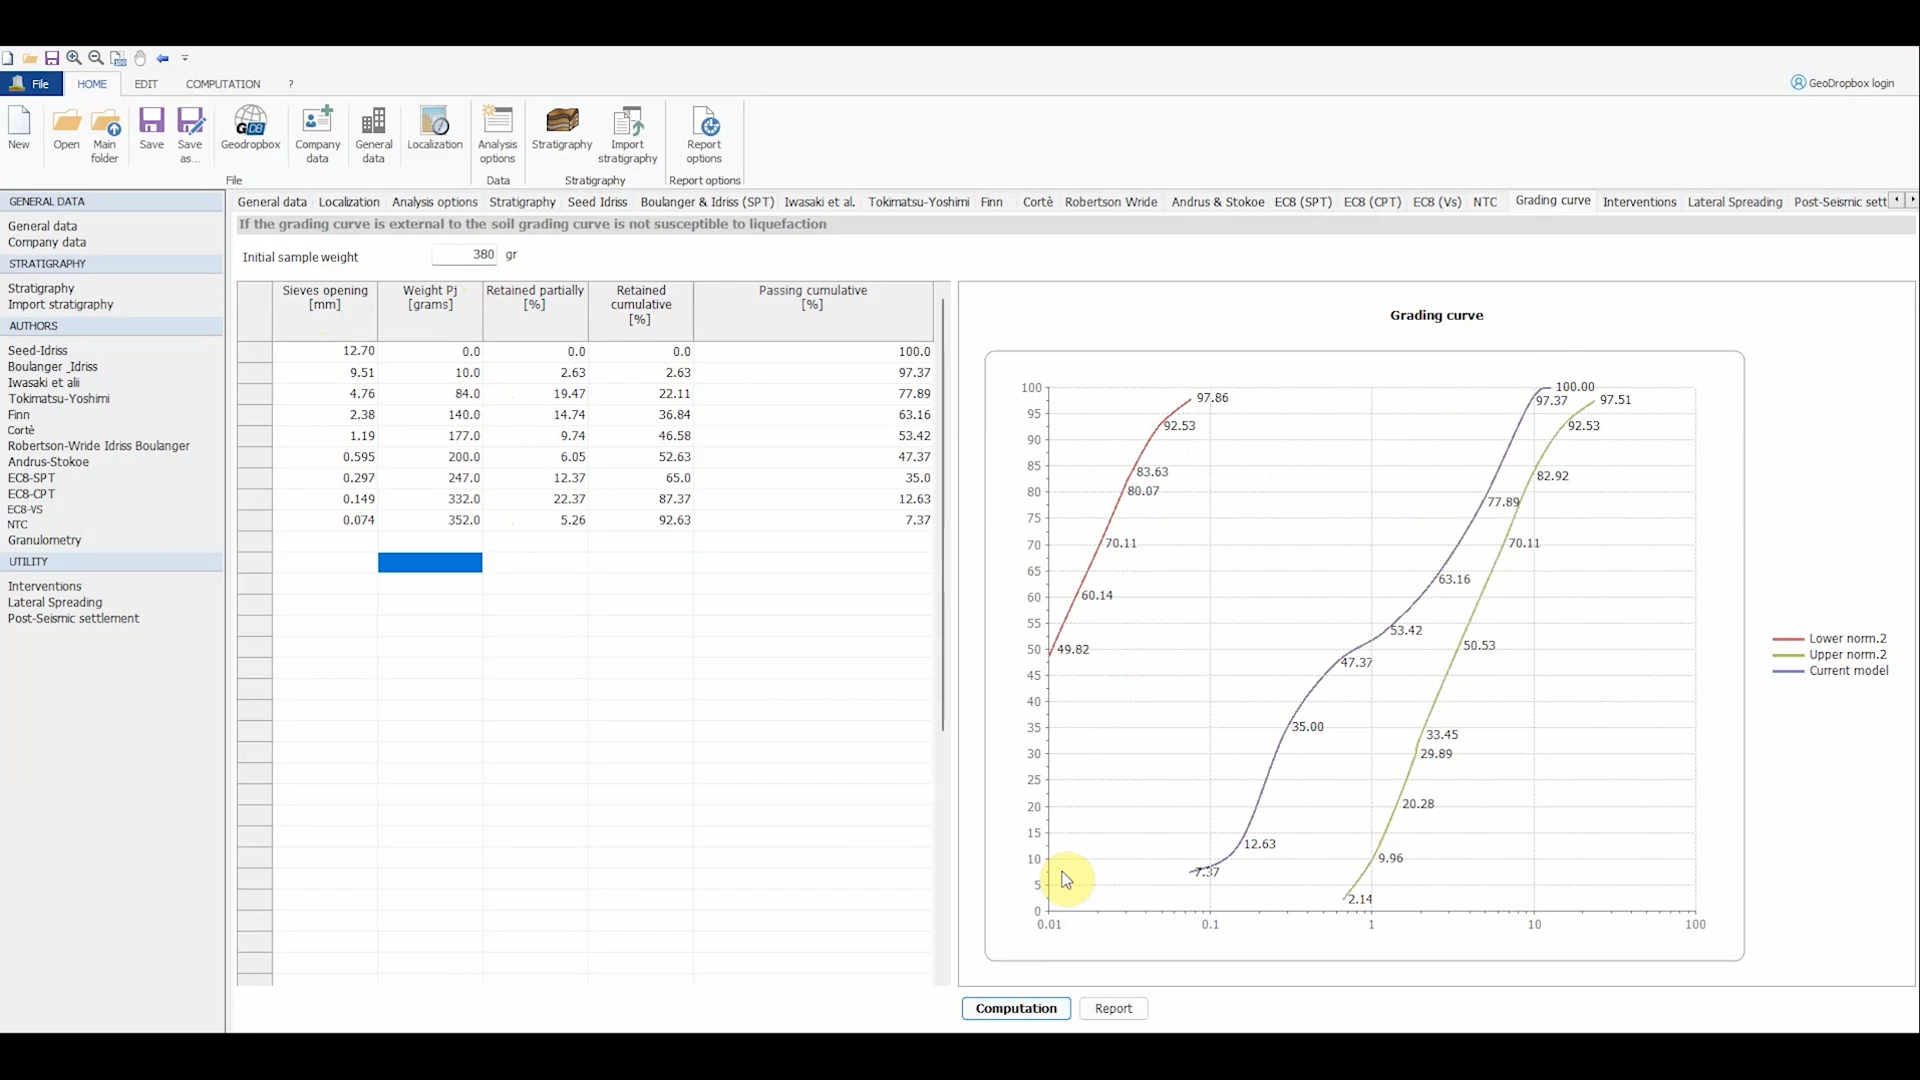 File HOME EDIT COMPUTATION ? GeoDropbox login
New Open Main folder Save Save as... Geodropbox Company data General data Localization Analysis options Stratigraphy Import stratigraphy Report options
File Data Stratigraphy Report options
GENERAL DATA
General data
Company data
STRATIGRAPHY
Stratigraphy
Import stratigraphy
AUTHORS
Seed-Idriss
Boulanger _Idriss
Iwasaki et alii
Tokimatsu-Yoshimi
Finn
Cortè
Robertson-Wride Idriss Boulanger
Andrus-Stokoe
EC8-SPT
EC8-CPT
EC8-VS
NTC
Granulometry
UTILITY
Interventions
Lateral Spreading
Post-Seismic settlement
General data Localization Analysis options Stratigraphy Seed Idriss Boulanger & Idriss (SPT) Iwasaki et al. Tokimatsu-Yoshimi Finn Cortè Robertson Wride Andrus & Stokoe EC8 (SPT) EC8 (CPT) EC8 (Vs) NTC Grading curve Interventions Lateral Spreading Post-Seismic sett
If the grading curve is external to the soil grading curve is not susceptible to liquefaction
Initial sample weight 380 gr
Sieves opening [mm] Weight Pj [grams] Retained partially [%] Retained cumulative [%] Passing cumulative [%]
12.70 0.0 0.0 0.0 100.0
9.51 10.0 2.63 2.63 97.37
4.76 84.0 19.47 22.11 77.89
2.38 140.0 14.74 36.84 63.16
1.19 177.0 9.74 46.58 53.42
0.595 200.0 6.05 52.63 47.37
0.297 247.0 12.37 65.0 35.0
0.149 332.0 22.37 87.37 12.63
0.074 352.0 5.26 92.63 7.37
Grading curve
100
95
90
85
80
75
70
65
60
55
50
45
40
35
30
25
20
15
10
5
0
0.01 0.1 1 10 100
97.86
92.53
83.63
80.07
70.11
60.14
49.82
100.00
97.37
77.89
63.16
53.42
47.37
35.00
12.63
7.37
97.51
92.53
82.92
70.11
50.53
33.45
29.89
20.28
9.96
2.14
Lower norm.2
Upper norm.2
Current model
Computation Report